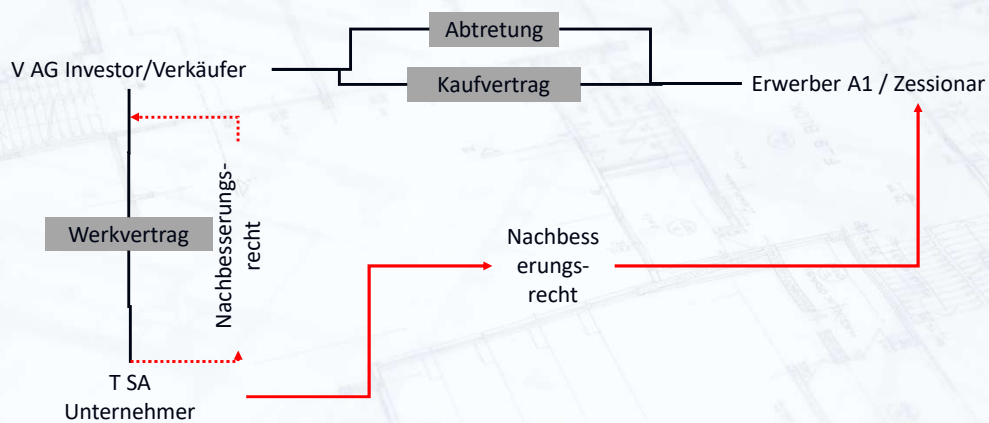 Abtretung
V AG Investor/Verkäufer
Kaufvertrag
Erwerber A1 / Zessionar
Nachbesserungs-
recht
Werkvertrag
Nachbess
erungs-
recht
T SA
Unternehmer